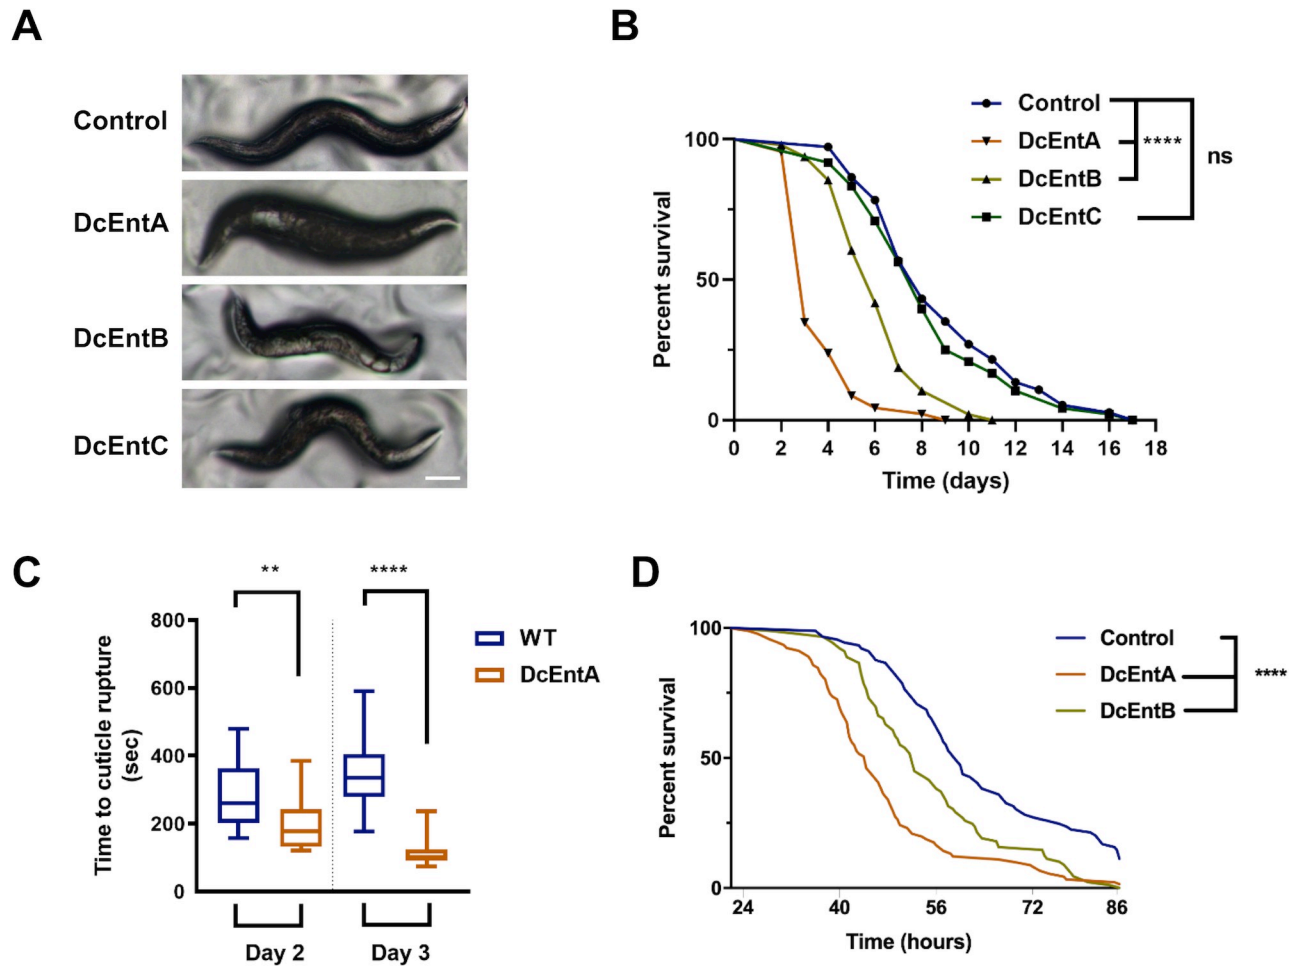 A
Control
DcEntA
DcEntB
DcEntC
B
Control
DcEntA
DcEntB
DcEntC
****
ns
Percent survival
100
50
0
0 2 4 6 8 10 12 14 16 18
Time (days)
C
** ****
WT
DcEntA
Time to cuticle rupture
(sec)
800
600
400
200
0
Day 2 Day 3
D
Control
DcEntA
DcEntB
****
Percent survival
100
50
0
24 40 56 72 86
Time (hours)